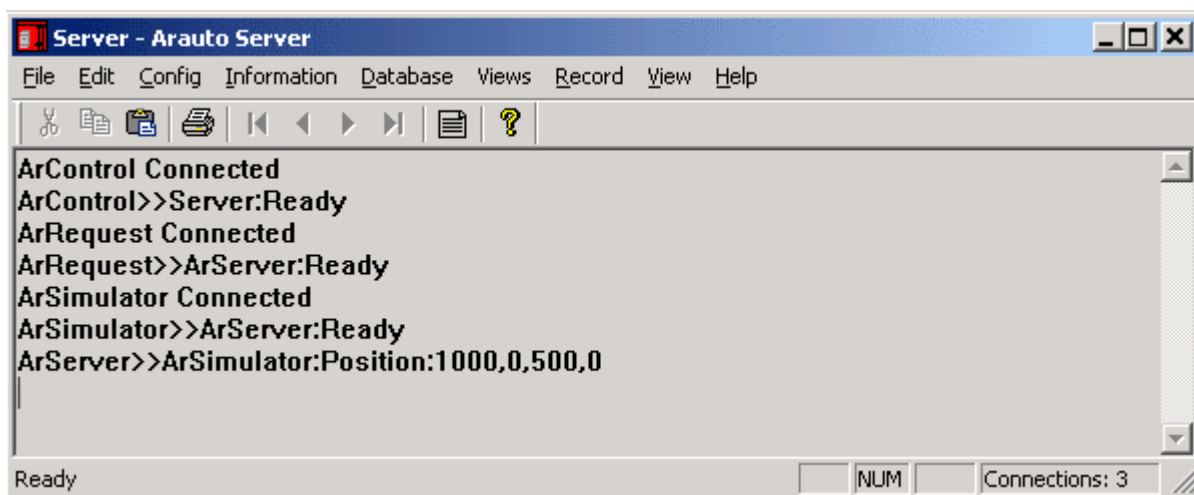 Server - Arauto Server
File Edit Config Information Database Views Record View Help
ArControl Connected
ArControl>>Server:Ready
ArRequest Connected
ArRequest>>ArServer:Ready
ArSimulator Connected
ArSimulator>>ArServer:Ready
ArServer>>ArSimulator:Position:1000,0,500,0
Ready NUM Connections: 3